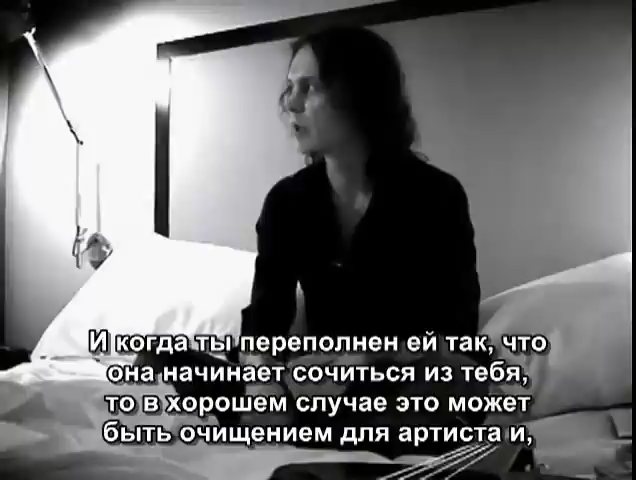 И когда ты переполнен ей так, что
она начинает сочиться из тебя,
то в хорошем случае это может
быть очищением для артиста и,